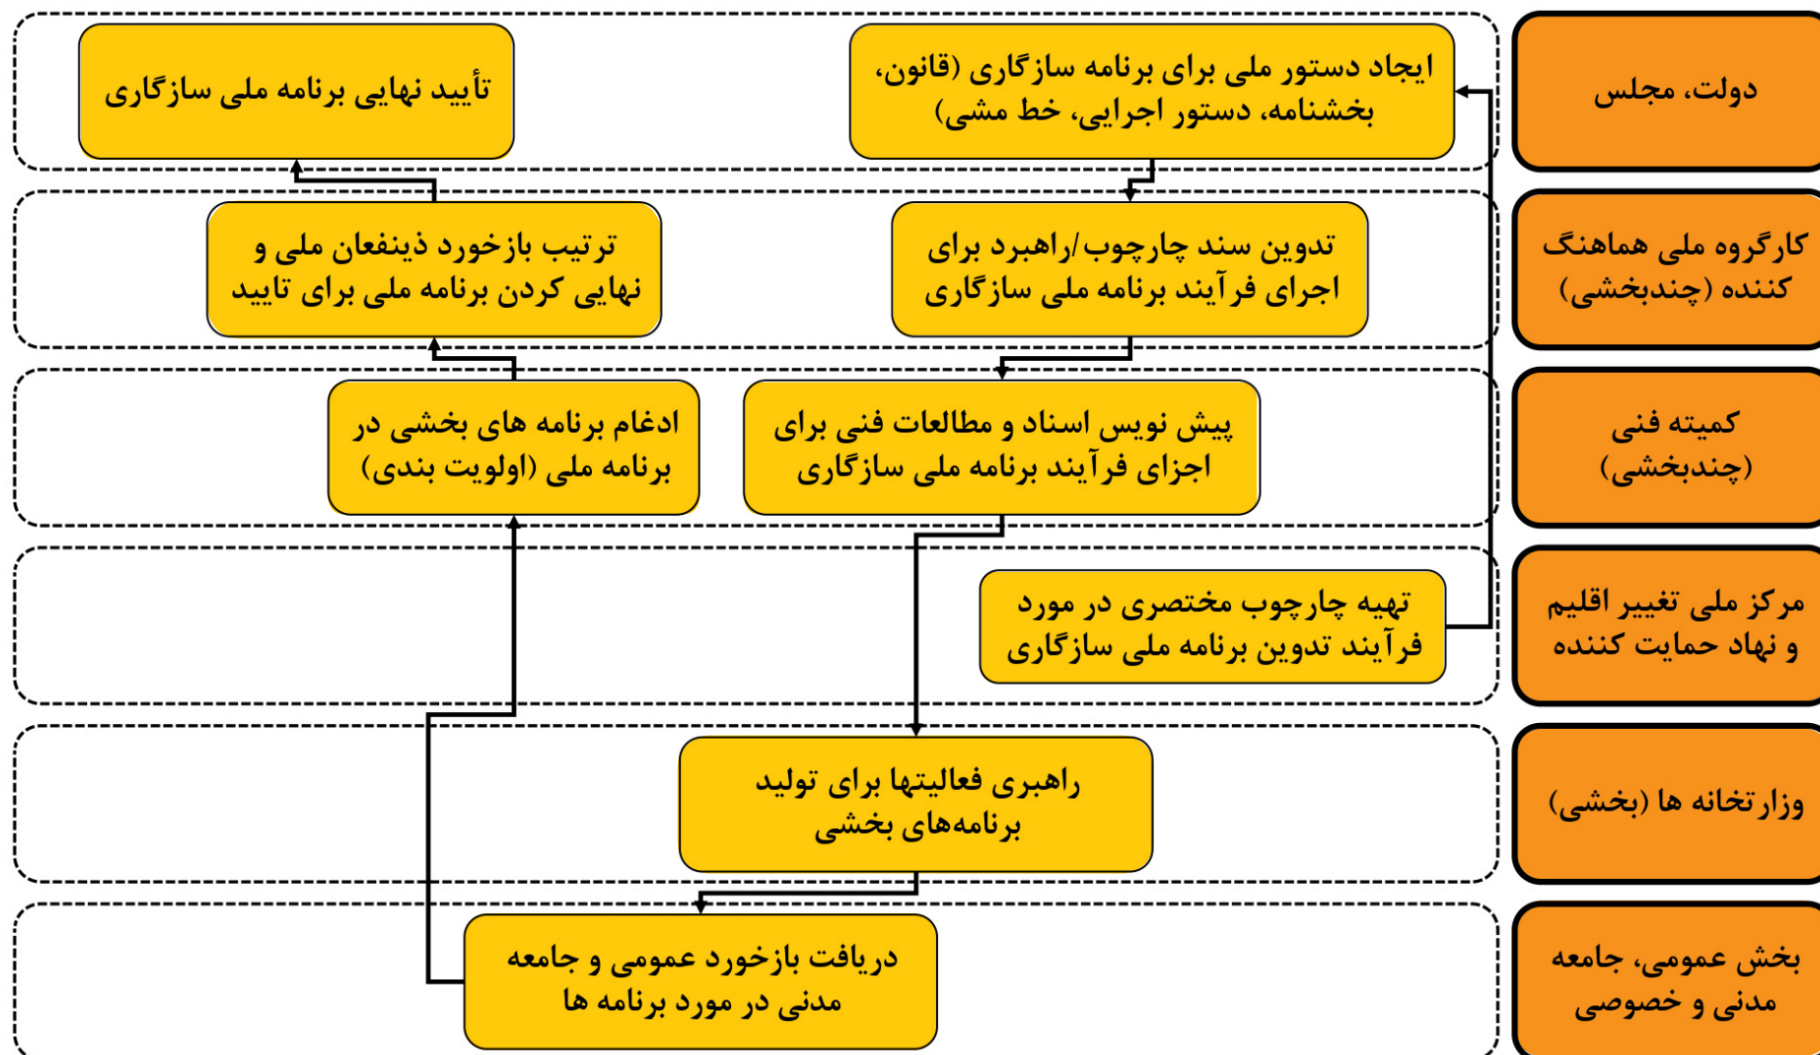 دولت، مجلس
ایجاد دستور ملی برای برنامه سازگاری (قانون،
بخشنامه، دستور اجرایی، خط مشی)
تأیید نهایی برنامه ملی سازگاری
کارگروه ملی هماهنگ
کننده (چندبخشی)
تدوین سند چارچوب/راهبرد برای
اجرای فرآیند برنامه ملی سازگاری
ترتیب بازخورد ذینفعان ملی و
نهایی کردن برنامه ملی برای تایید
کمیته فنی
(چندبخشی)
پیش نویس اسناد و مطالعات فنی برای
اجزای فرآیند برنامه ملی سازگاری
ادغام برنامه های بخشی در
برنامه ملی (اولویت بندی)
مرکز ملی تغییر اقلیم
و نهاد حمایت کننده
تهیه چارچوب مختصری در مورد
فرآیند تدوین برنامه ملی سازگاری
وزارتخانه ها (بخشی)
راهبری فعالیتها برای تولید
برنامه‌های بخشی
بخش عمومی، جامعه
مدنی و خصوصی
دریافت بازخورد عمومی و جامعه
مدنی در مورد برنامه ها